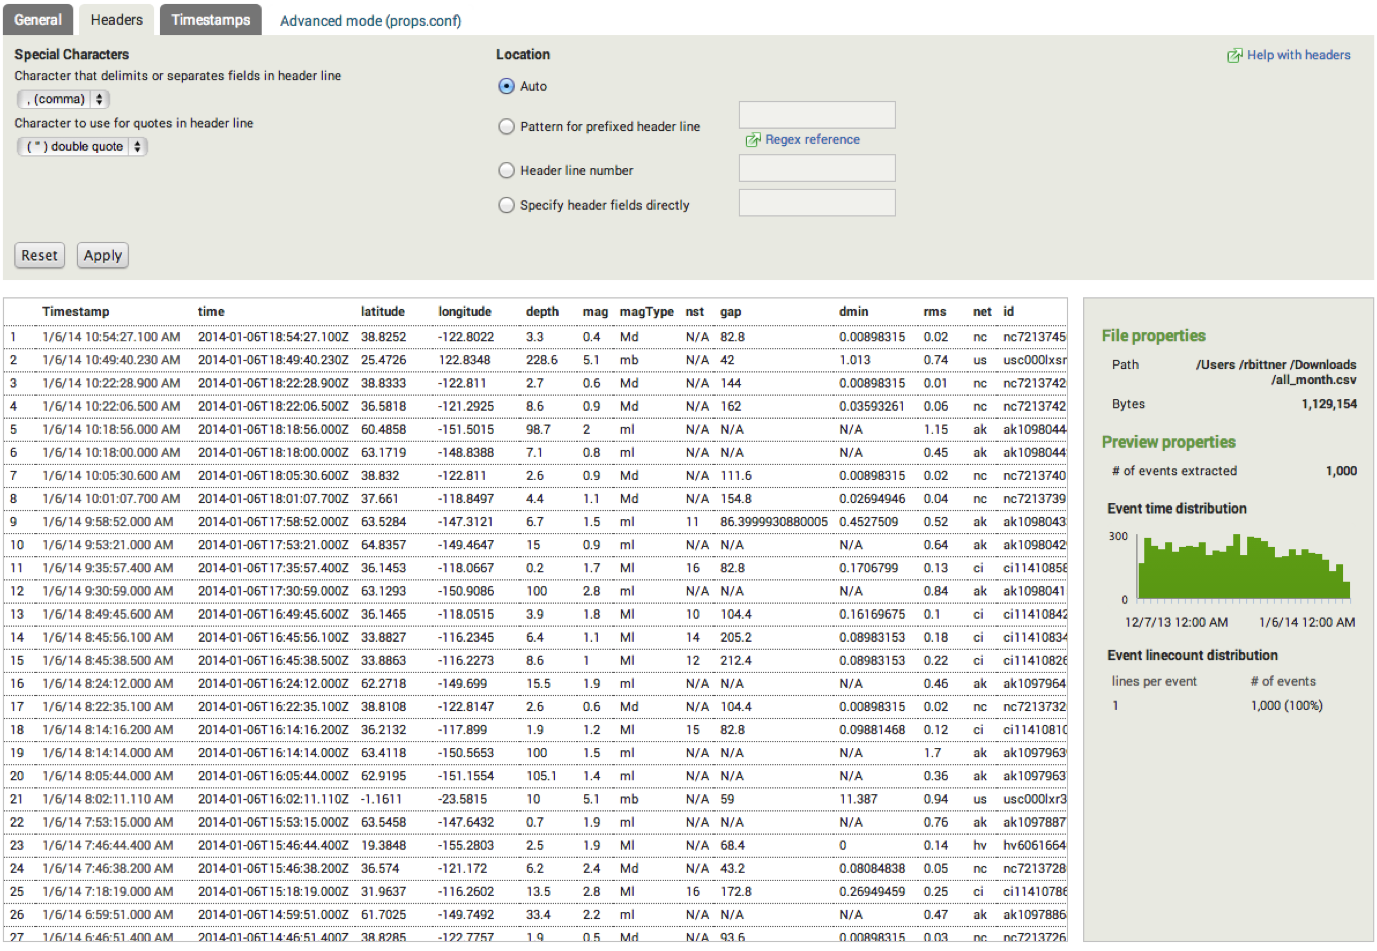 General Headers Timestamps Advanced mode (props.conf)
Special Characters
Character that delimits or separates fields in header line
, (comma)
Character to use for quotes in header line
( " ) double quote
Location
Auto
Pattern for prefixed header line
Regex reference
Header line number
Specify header fields directly
Help with headers
Reset Apply
Timestamp time latitude longitude depth mag magType nst gap dmin rms net id
1 1/6/14 10:54:27.100 AM 2014-01-06T18:54:27.100Z 38.8252 -122.8022 3.3 0.4 Md N/A 82.8 0.00898315 0.02 nc nc7213745
2 1/6/14 10:49:40.230 AM 2014-01-06T18:49:40.230Z 25.4726 122.8348 228.6 5.1 mb N/A 42 1.013 0.74 us usc000lxsr
3 1/6/14 10:22:28.900 AM 2014-01-06T18:22:28.900Z 38.8333 -122.811 2.7 0.6 Md N/A 144 0.00898315 0.01 nc nc7213742
4 1/6/14 10:22:06.500 AM 2014-01-06T18:22:06.500Z 36.5818 -121.2925 8.6 0.9 Md N/A 162 0.03593261 0.06 nc nc7213742
5 1/6/14 10:18:56.000 AM 2014-01-06T18:18:56.000Z 60.4858 -151.5015 98.7 2 ml N/A N/A N/A 1.15 ak ak1098044
6 1/6/14 10:18:00.000 AM 2014-01-06T18:18:00.000Z 63.1719 -148.8388 7.1 0.8 ml N/A N/A N/A 0.45 ak ak1098044
7 1/6/14 10:05:30.600 AM 2014-01-06T18:05:30.600Z 38.832 -122.811 2.6 0.9 Md N/A 111.6 0.00898315 0.02 nc nc7213740
8 1/6/14 10:01:07.700 AM 2014-01-06T18:01:07.700Z 37.661 -118.8497 4.4 1.1 Md N/A 154.8 0.02694946 0.04 nc nc7213739
9 1/6/14 9:58:52.000 AM 2014-01-06T17:58:52.000Z 63.5284 -147.3121 6.7 1.5 ml 11 86.3999930880005 0.4527509 0.52 ak ak1098043
10 1/6/14 9:53:21.000 AM 2014-01-06T17:53:21.000Z 64.8357 -149.4647 15 0.9 ml N/A N/A N/A 0.64 ak ak1098042
11 1/6/14 9:35:57.400 AM 2014-01-06T17:35:57.400Z 36.1453 -118.0667 0.2 1.7 Ml 16 82.8 0.1706799 0.13 ci ci11410858
12 1/6/14 9:30:59.000 AM 2014-01-06T17:30:59.000Z 63.1293 -150.9086 100 2.8 ml N/A N/A N/A 0.84 ak ak1098041
13 1/6/14 8:49:45.600 AM 2014-01-06T16:49:45.600Z 36.1465 -118.0515 3.9 1.8 Ml 10 104.4 0.16169675 0.1 ci ci11410842
14 1/6/14 8:45:56.100 AM 2014-01-06T16:45:56.100Z 33.8827 -116.2345 6.4 1.1 Ml 14 205.2 0.08983153 0.18 ci ci11410834
15 1/6/14 8:45:38.500 AM 2014-01-06T16:45:38.500Z 33.8863 -116.2273 8.6 1 Ml 12 212.4 0.08983153 0.22 ci ci11410826
16 1/6/14 8:24:12.000 AM 2014-01-06T16:24:12.000Z 62.2718 -149.699 15.5 1.9 ml N/A N/A N/A 0.46 ak ak1097964
17 1/6/14 8:22:35.100 AM 2014-01-06T16:22:35.100Z 38.8108 -122.8147 2.6 0.6 Md N/A 104.4 0.00898315 0.02 nc nc7213732
18 1/6/14 8:14:16.200 AM 2014-01-06T16:14:16.200Z 36.2132 -117.899 1.9 1.2 Ml 15 82.8 0.09881468 0.12 ci ci11410810
19 1/6/14 8:14:14.000 AM 2014-01-06T16:14:14.000Z 63.4118 -150.5653 100 1.5 ml N/A N/A N/A 1.7 ak ak1097963
20 1/6/14 8:05:44.000 AM 2014-01-06T16:05:44.000Z 62.9195 -151.1554 105.1 1.4 ml N/A N/A N/A 0.36 ak ak1097963
21 1/6/14 8:02:11.110 AM 2014-01-06T16:02:11.110Z -1.1611 -23.5815 10 5.1 mb N/A 59 11.387 0.94 us usc000lxr3
22 1/6/14 7:53:15.000 AM 2014-01-06T15:53:15.000Z 63.5458 -147.6432 0.7 1.9 ml N/A N/A N/A 0.76 ak ak1097887
23 1/6/14 7:46:44.400 AM 2014-01-06T15:46:44.400Z 19.3848 -155.2803 2.5 1.9 Ml N/A 68.4 0 0.14 hv hv6061664
24 1/6/14 7:46:38.200 AM 2014-01-06T15:46:38.200Z 36.574 -121.172 6.2 2.4 Md N/A 43.2 0.08084838 0.05 nc nc7213728
25 1/6/14 7:18:19.000 AM 2014-01-06T15:18:19.000Z 31.9637 -116.2602 13.5 2.8 Ml 16 172.8 0.26949459 0.25 ci ci11410786
26 1/6/14 6:59:51.000 AM 2014-01-06T14:59:51.000Z 61.7025 -149.7492 33.4 2.2 ml N/A N/A N/A 0.47 ak ak1097886
27 1/6/14 6:46:51.400 AM 2014-01-06T14:46:51.400Z 38.8285 -122.7757 1.9 0.5 Md N/A 93.6 0.00898315 0.03 nc nc7213726
File properties
Path /Users /rbittner /Downloads
/all_month.csv
Bytes 1,129,154
Preview properties
# of events extracted 1,000
Event time distribution
300
0
12/7/13 12:00 AM 1/6/14 12:00 AM
Event linecount distribution
lines per event # of events
1 1,000 (100%)